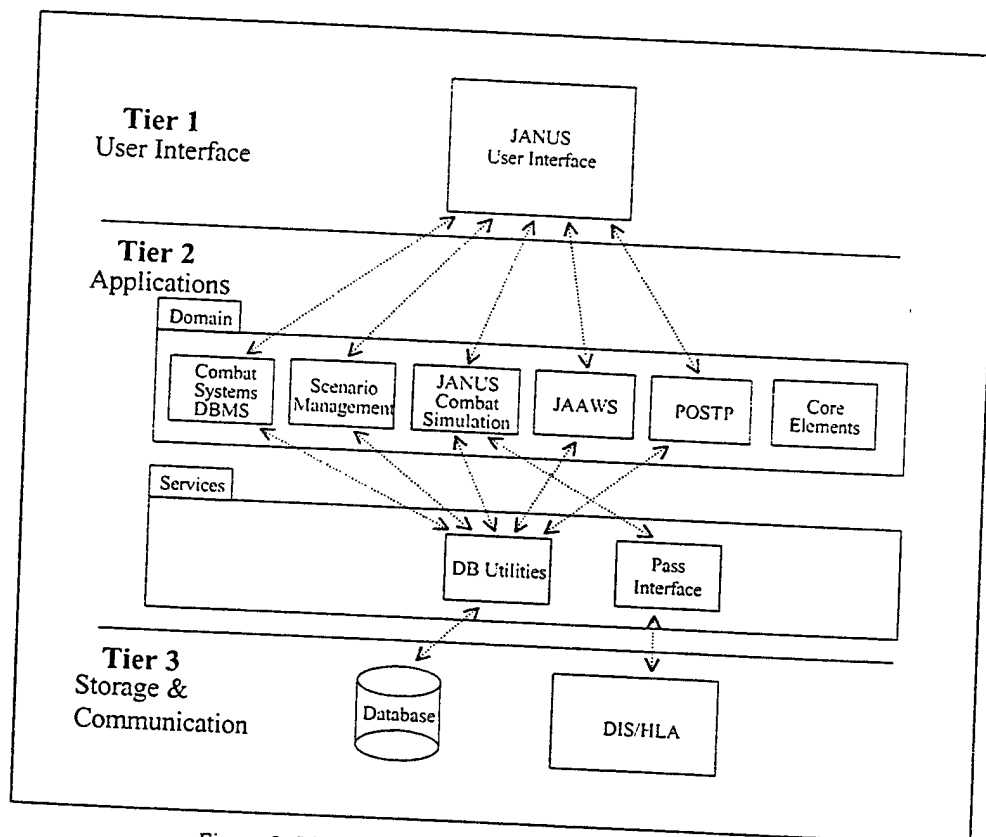 Tier 1
User Interface
JANUS
User Interface
Tier 2
Applications
Domain
Combat
Systems
DBMS
Scenario
Management
JANUS
Combat
Simulation
JAAWS
POSTP
Core
Elements
Services
DB Utilities
Pass
Interface
Tier 3
Storage &
Communication
Database
DIS/HLA